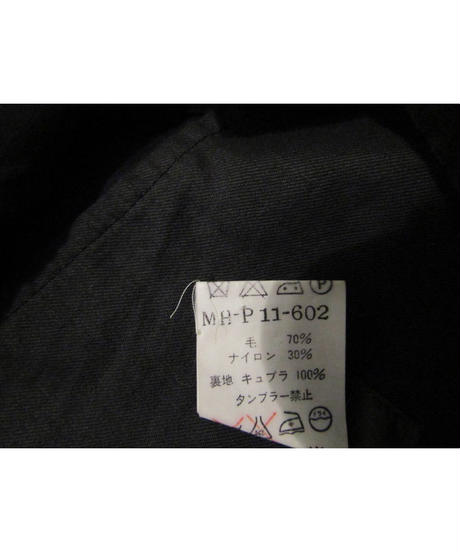 MR-P 11-602
毛 70%
ナイロン 30%
裏地 キュプラ 100%
タンブラー禁止